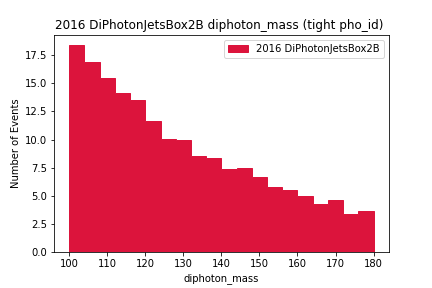 2016 DiPhotonJetsBox2B diphoton_mass (tight pho_id)
2016 DiPhotonJetsBox2B
Number of Events
17.5
15.0
12.5
10.0
7.5
5.0
2.5
0.0
100 110 120 130 140 150 160 170 180
diphoton_mass